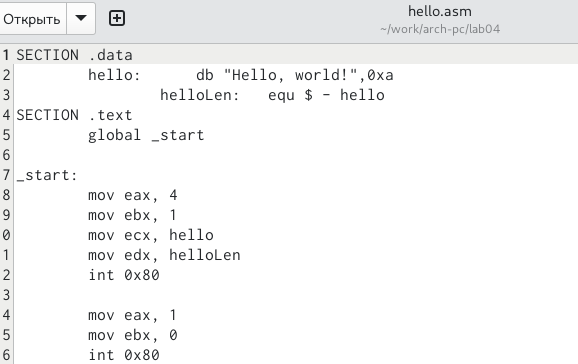 Открыть
hello.asm
~/work/arch-pc/lab04
1 SECTION .data
2 hello: db "Hello, world!",0xa
3 helloLen: equ $ - hello
4 SECTION .text
5 global _start
6
7 _start:
8 mov eax, 4
9 mov ebx, 1
0 mov ecx, hello
1 mov edx, helloLen
2 int 0x80
3
4 mov eax, 1
5 mov ebx, 0
6 int 0x80